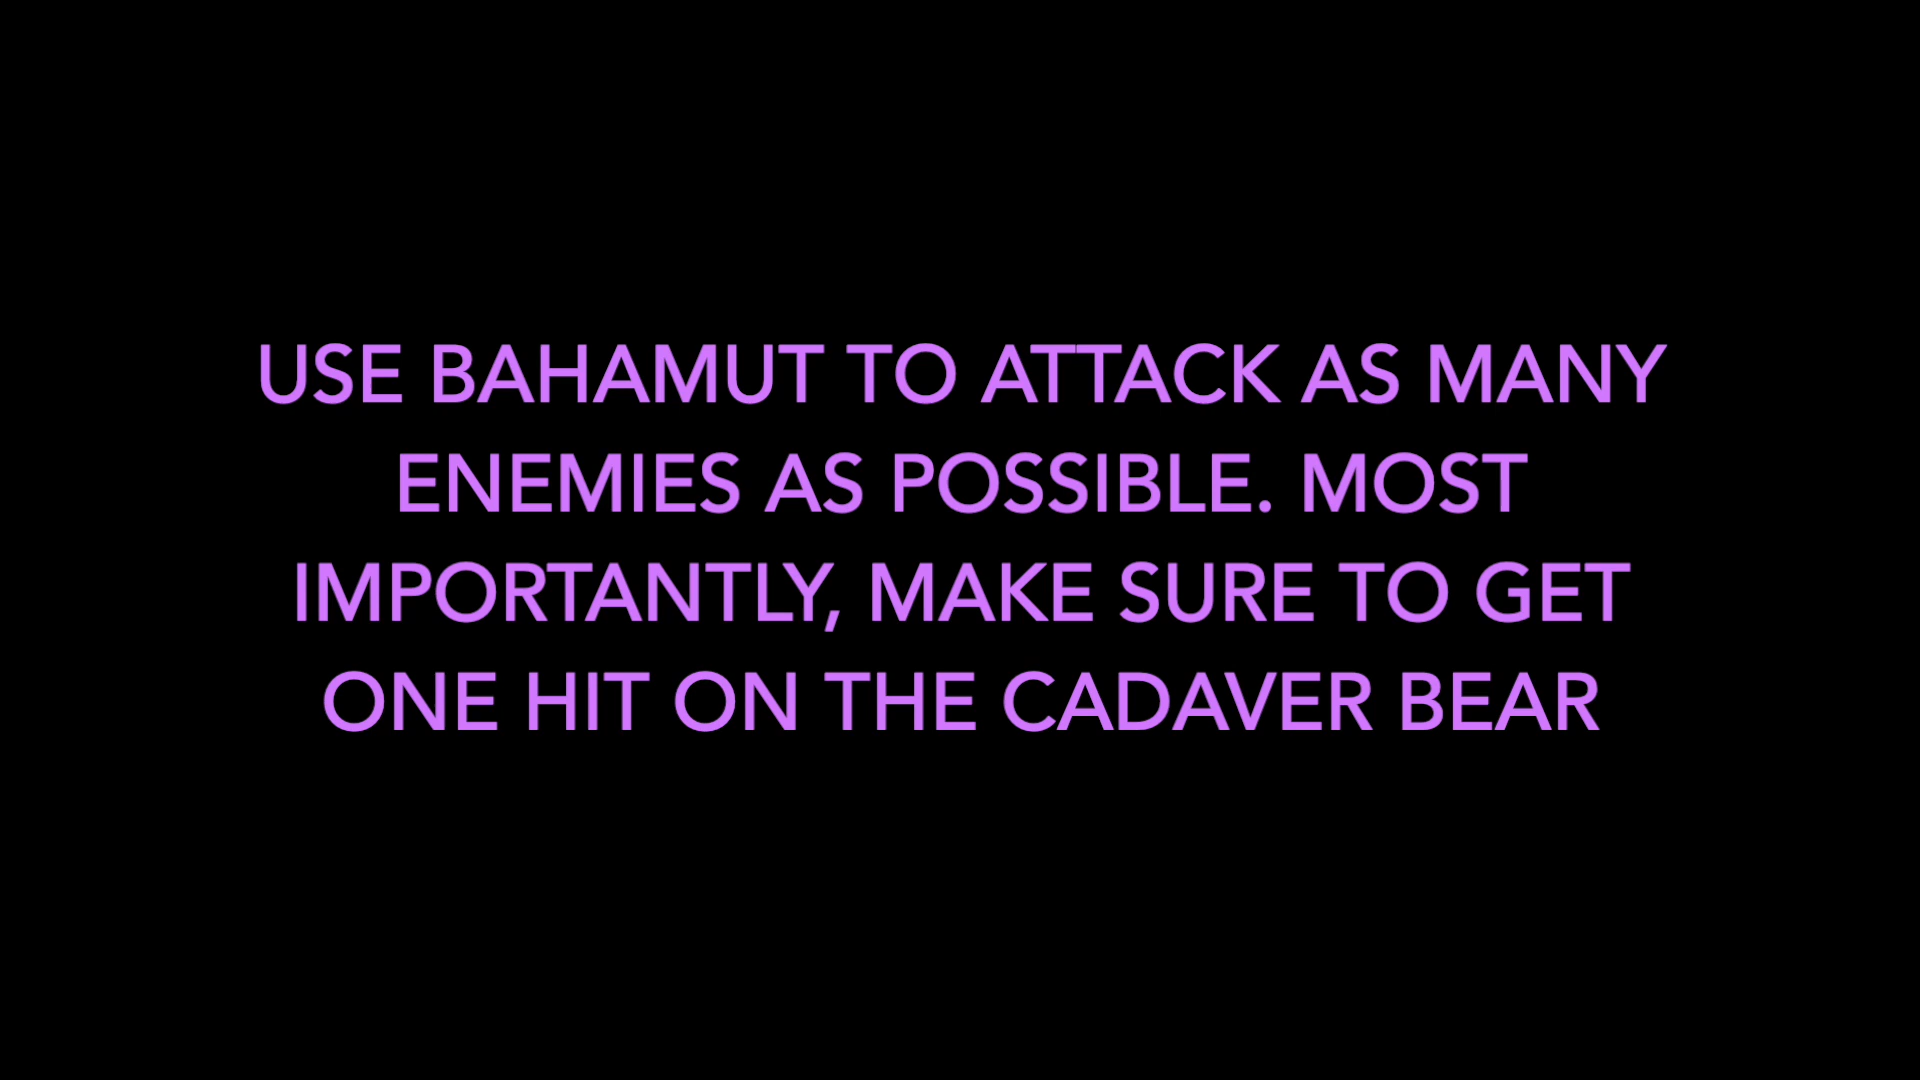 USE BAHAMUT TO ATTACK AS MANY
ENEMIES AS POSSIBLE. MOST
IMPORTANTLY, MAKE SURE TO GET
ONE HIT ON THE CADAVER BEAR